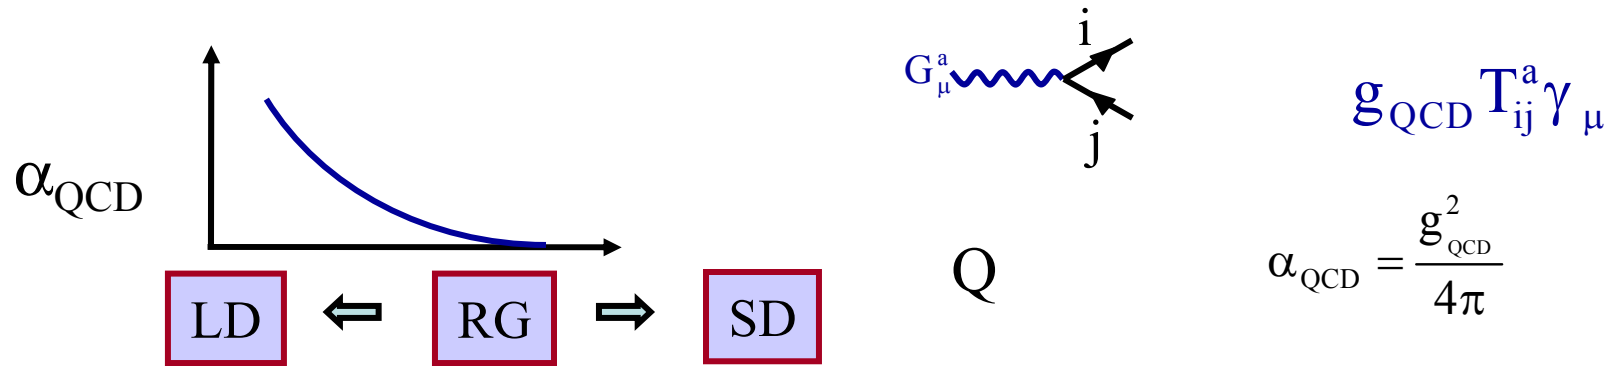 α_QCD
LD
RG
SD
G^a_μ
i
j
Q
g_QCD T^a_ij γ_μ
α_QCD = g²_QCD / 4π